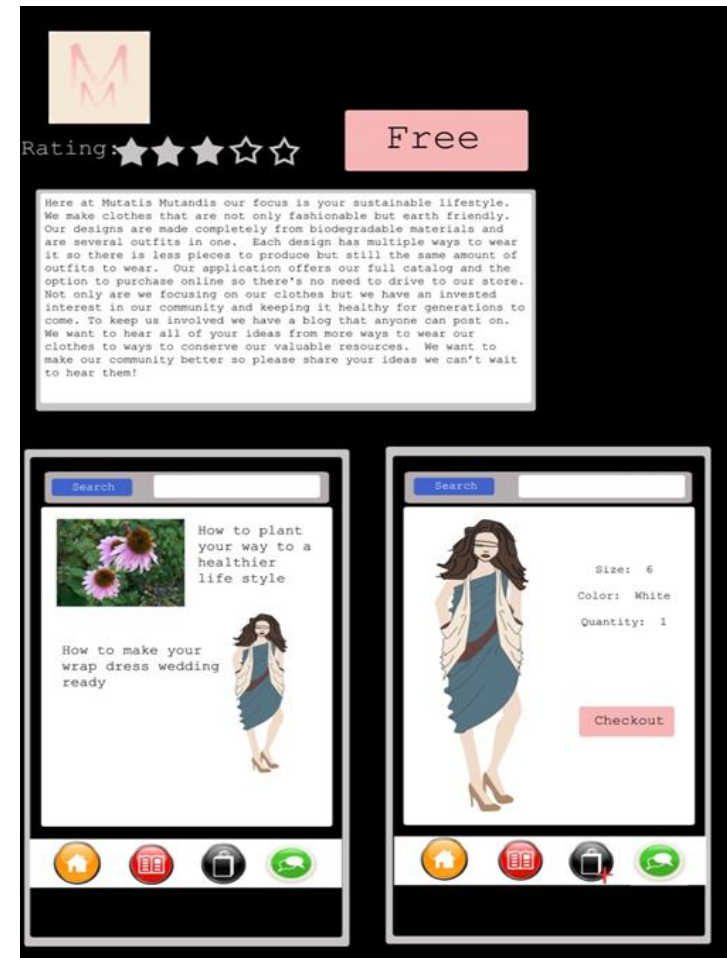 M
M
Rating:
Free
Here at Mutatis Mutandis our focus is your sustainable lifestyle.
We make clothes that are not only fashionable but earth friendly.
Our designs are made completely from biodegradable materials and
are several outfits in one.  Each design has multiple ways to wear
it so there is less pieces to produce but still the same amount of
outfits to wear.  Our application offers our full catalog and the
option to purchase online so there's no need to drive to our store.
Not only are we focusing on our clothes but we have an invested
interest in our community and keeping it healthy for generations to
come. To keep us involved we have a blog that anyone can post on.
We want to hear all of your ideas from more ways to wear our
clothes to ways to conserve our valuable resources.  We want to
make our community better so please share your ideas we can’t wait
to hear them!
Search
How to plant
your way to a
healthier
life style
How to make your
wrap dress wedding
ready
Search
Size:  6
Color:  White
Quantity:  1
Checkout